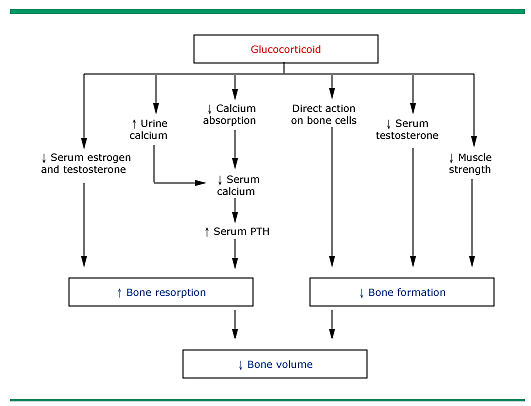 Glucocorticoid
↑ Urine
calcium
↓ Calcium
absorption
Direct action
on bone cells
↓ Serum
testosterone
↓ Serum estrogen
and testosterone
↓ Muscle
strength
↓ Serum
calcium
↑ Serum PTH
↑ Bone resorption
↓ Bone formation
↓ Bone volume